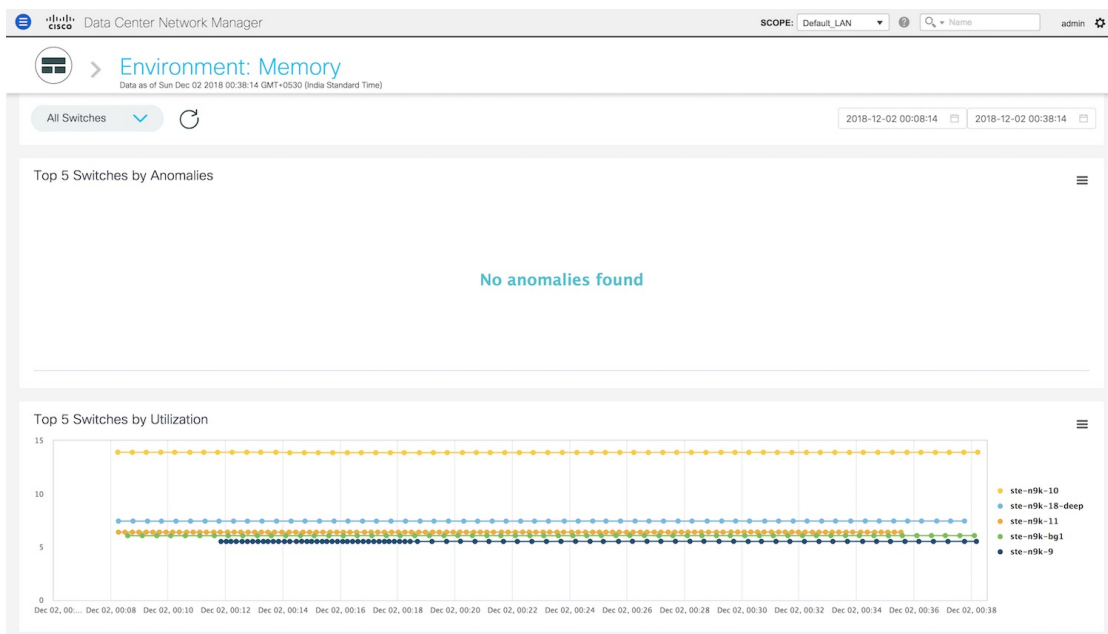 cisco Data Center Network Manager
SCOPE: Default_LAN ▼ ? Name admin
Environment: Memory
Data as of Sun Dec 02 2018 00:38:14 GMT+0530 (India Standard Time)
All Switches
2018-12-02 00:08:14 2018-12-02 00:38:14
Top 5 Switches by Anomalies
No anomalies found
Top 5 Switches by Utilization
15
10
5
0
ste-n9k-10
ste-n9k-18-deep
ste-n9k-11
ste-n9k-bg1
ste-n9k-9
Dec 02, 00:... Dec 02, 00:08 Dec 02, 00:10 Dec 02, 00:12 Dec 02, 00:14 Dec 02, 00:16 Dec 02, 00:18 Dec 02, 00:20 Dec 02, 00:22 Dec 02, 00:24 Dec 02, 00:26 Dec 02, 00:28 Dec 02, 00:30 Dec 02, 00:32 Dec 02, 00:34 Dec 02, 00:36 Dec 02, 00:38